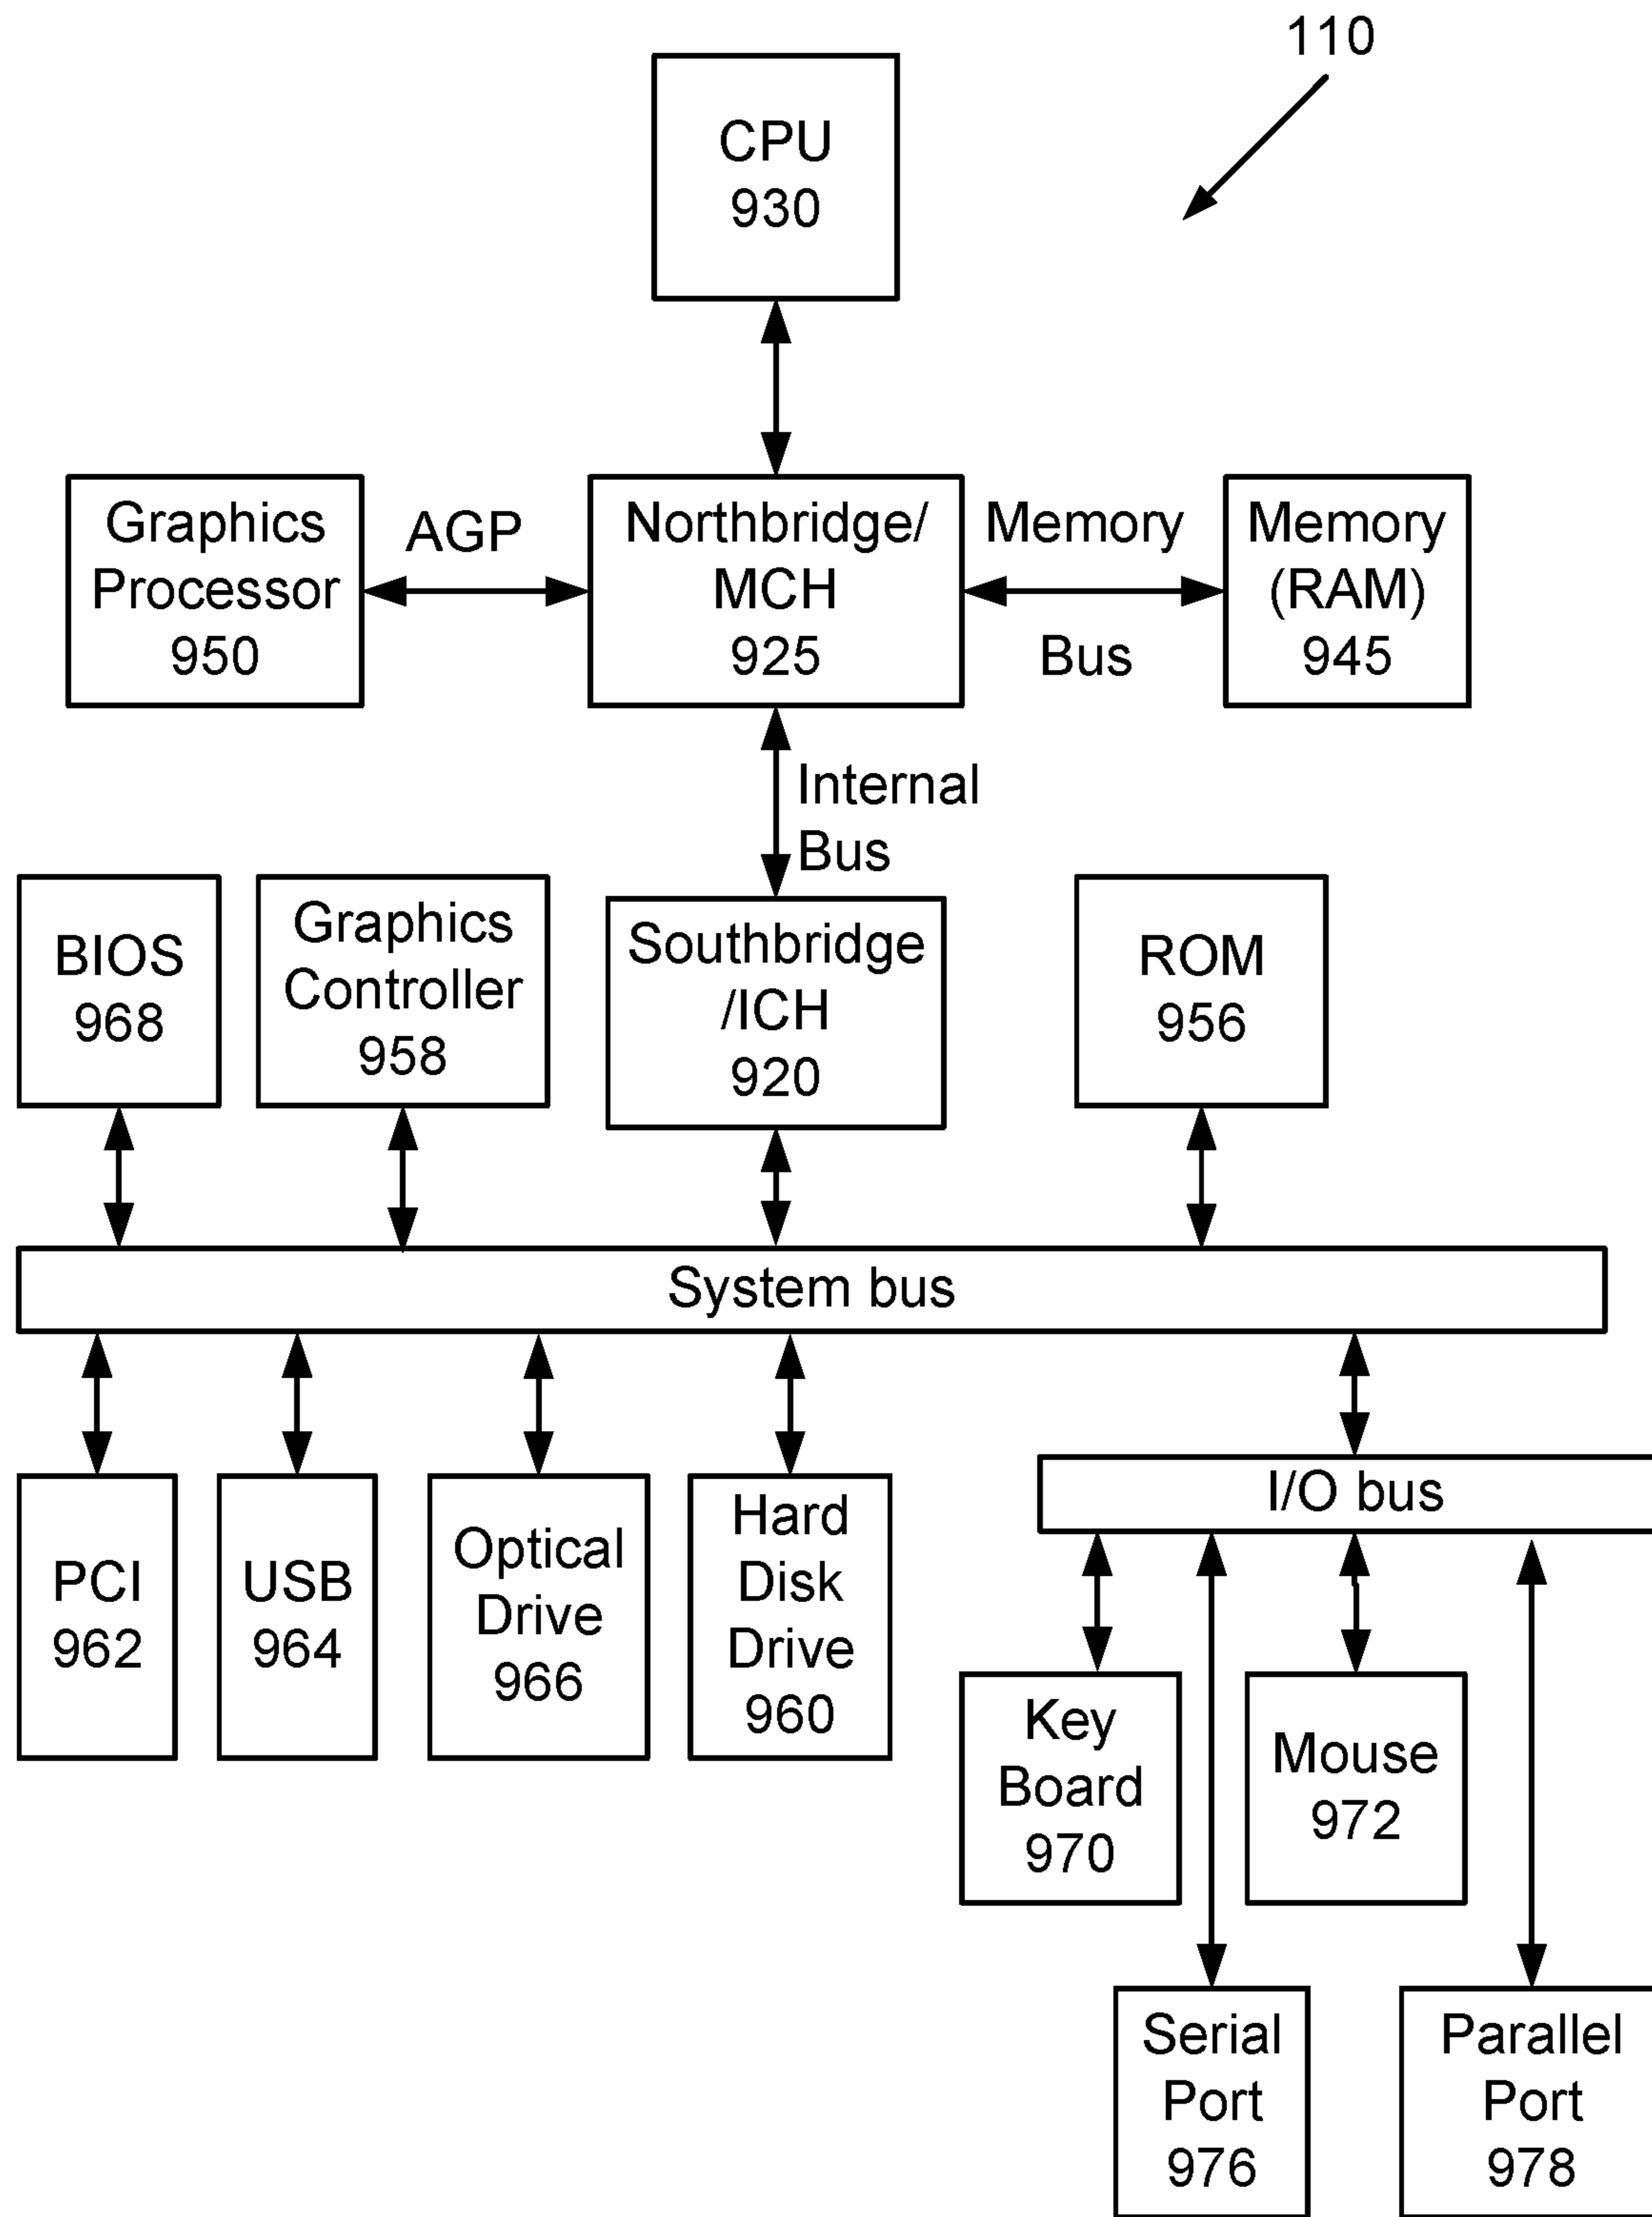 110
CPU
930
Graphics
Processor
950
AGP
Northbridge/
MCH
925
Memory
Bus
Memory
(RAM)
945
Internal
Bus
BIOS
968
Graphics
Controller
958
Southbridge
/ICH
920
ROM
956
System bus
PCI
962
USB
964
Optical
Drive
966
Hard
Disk
Drive
960
I/O bus
Key
Board
970
Mouse
972
Serial
Port
976
Parallel
Port
978